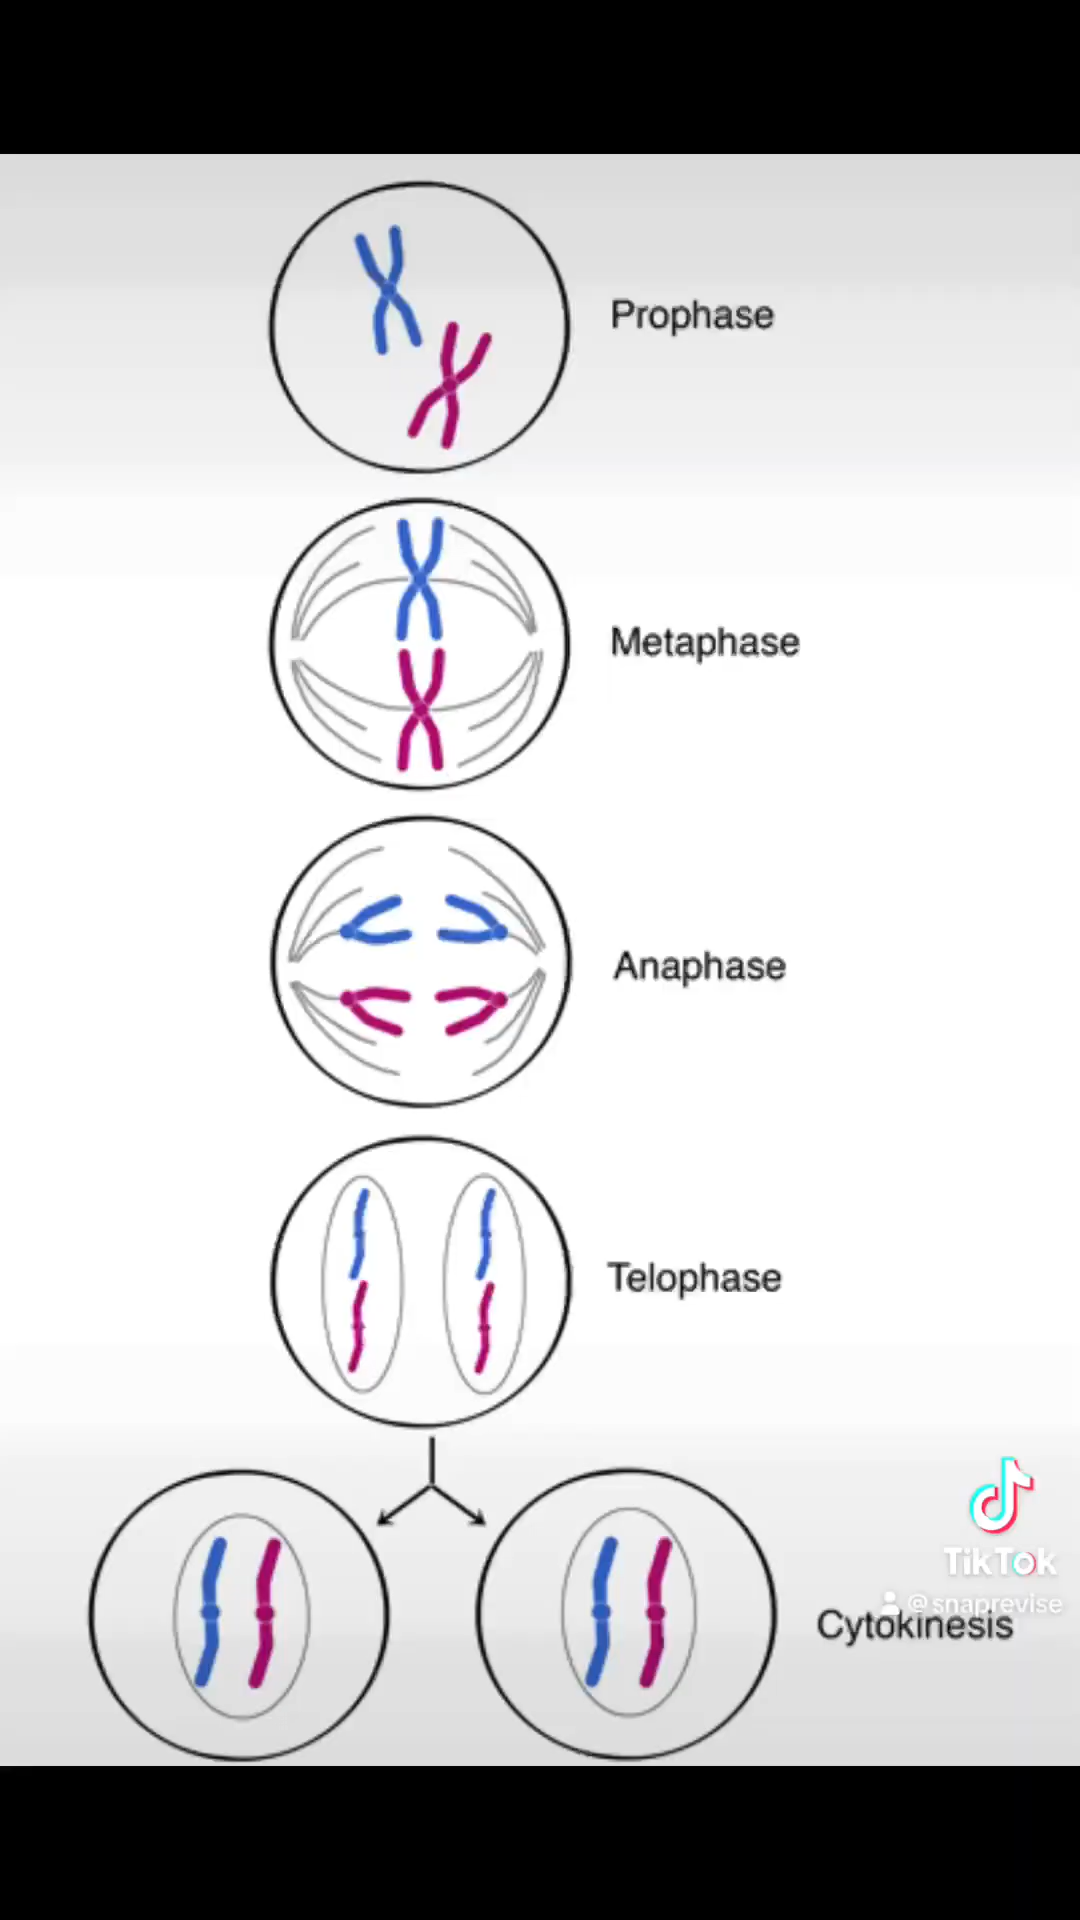 Prophase
Metaphase
Anaphase
Telophase
TikTok
@snaprevise
Cytokinesis